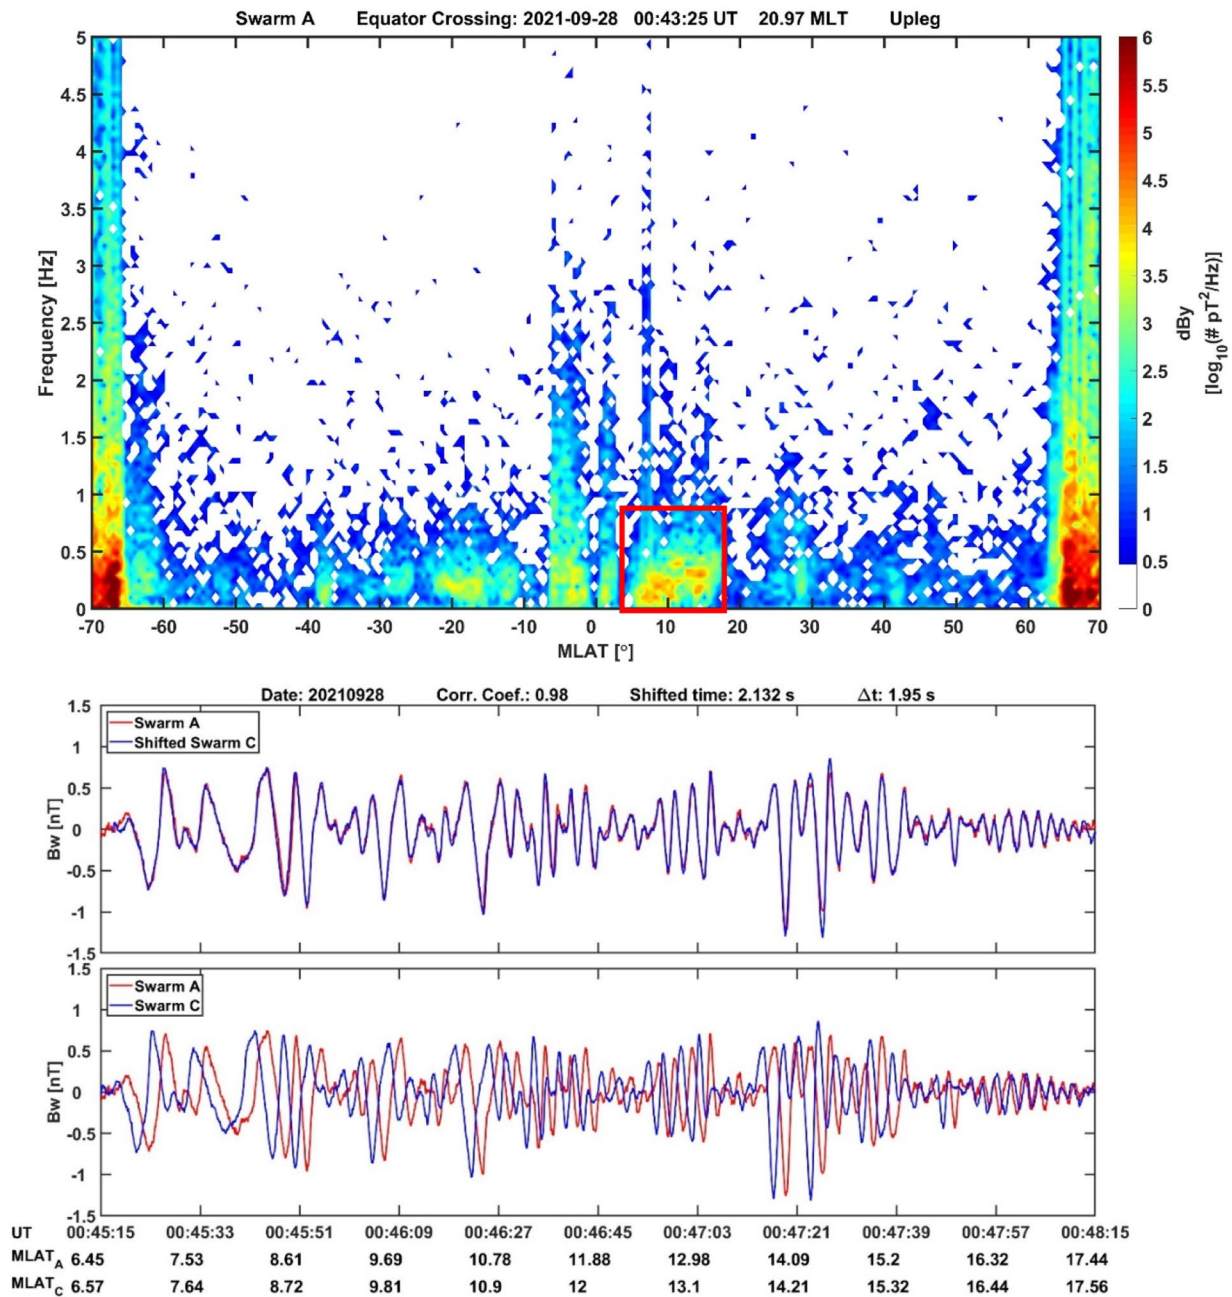 Swarm A Equator Crossing: 2021-09-28 00:43:25 UT 20.97 MLT Upleg
5
4.5
4
3.5
3
2.5
2
1.5
1
0.5
0
Frequency [Hz]
-70 -60 -50 -40 -30 -20 -10 0 10 20 30 40 50 60 70
MLAT [°]
6
5.5
5
4.5
4
3.5
3
2.5
2
1.5
1
0.5
0
dBy
[log10(# pT²/Hz)]
Date: 20210928 Corr. Coef.: 0.98 Shifted time: 2.132 s Δt: 1.95 s
1.5
1
0.5
0
-0.5
-1
-1.5
Bw [nT]
Swarm A
Shifted Swarm C
1.5
1
0.5
0
-0.5
-1
-1.5
Bw [nT]
Swarm A
Swarm C
UT 00:45:15 00:45:33 00:45:51 00:46:09 00:46:27 00:46:45 00:47:03 00:47:21 00:47:39 00:47:57 00:48:15
MLATA 6.45 7.53 8.61 9.69 10.78 11.88 12.98 14.09 15.2 16.32 17.44
MLATC 6.57 7.64 8.72 9.81 10.9 12 13.1 14.21 15.32 16.44 17.56